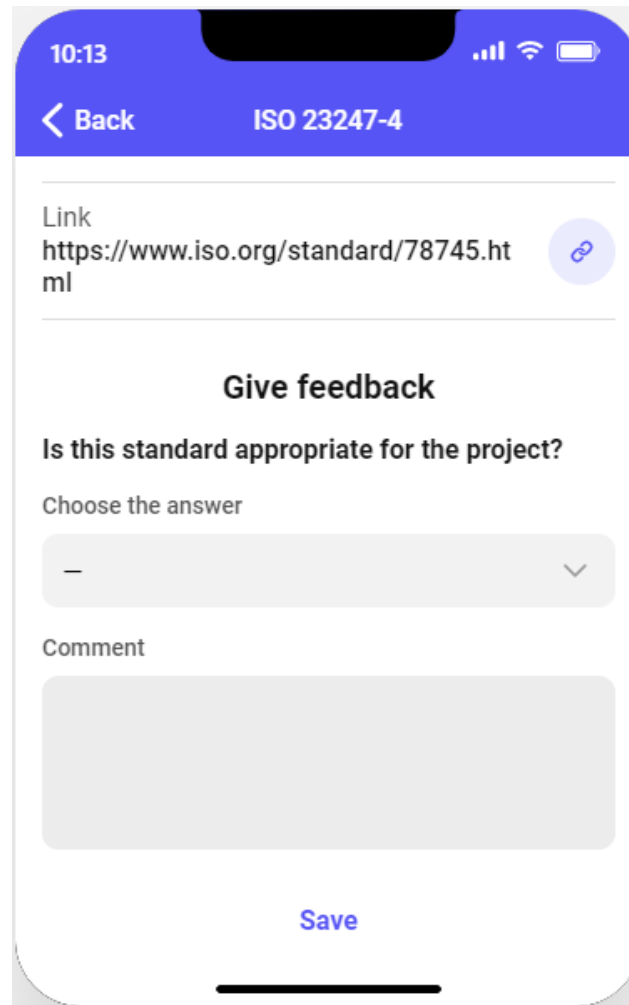 10:13
Back
ISO 23247-4
Link
https://www.iso.org/standard/78745.ht
ml
Give feedback
Is this standard appropriate for the project?
Choose the answer
—
Comment
Save